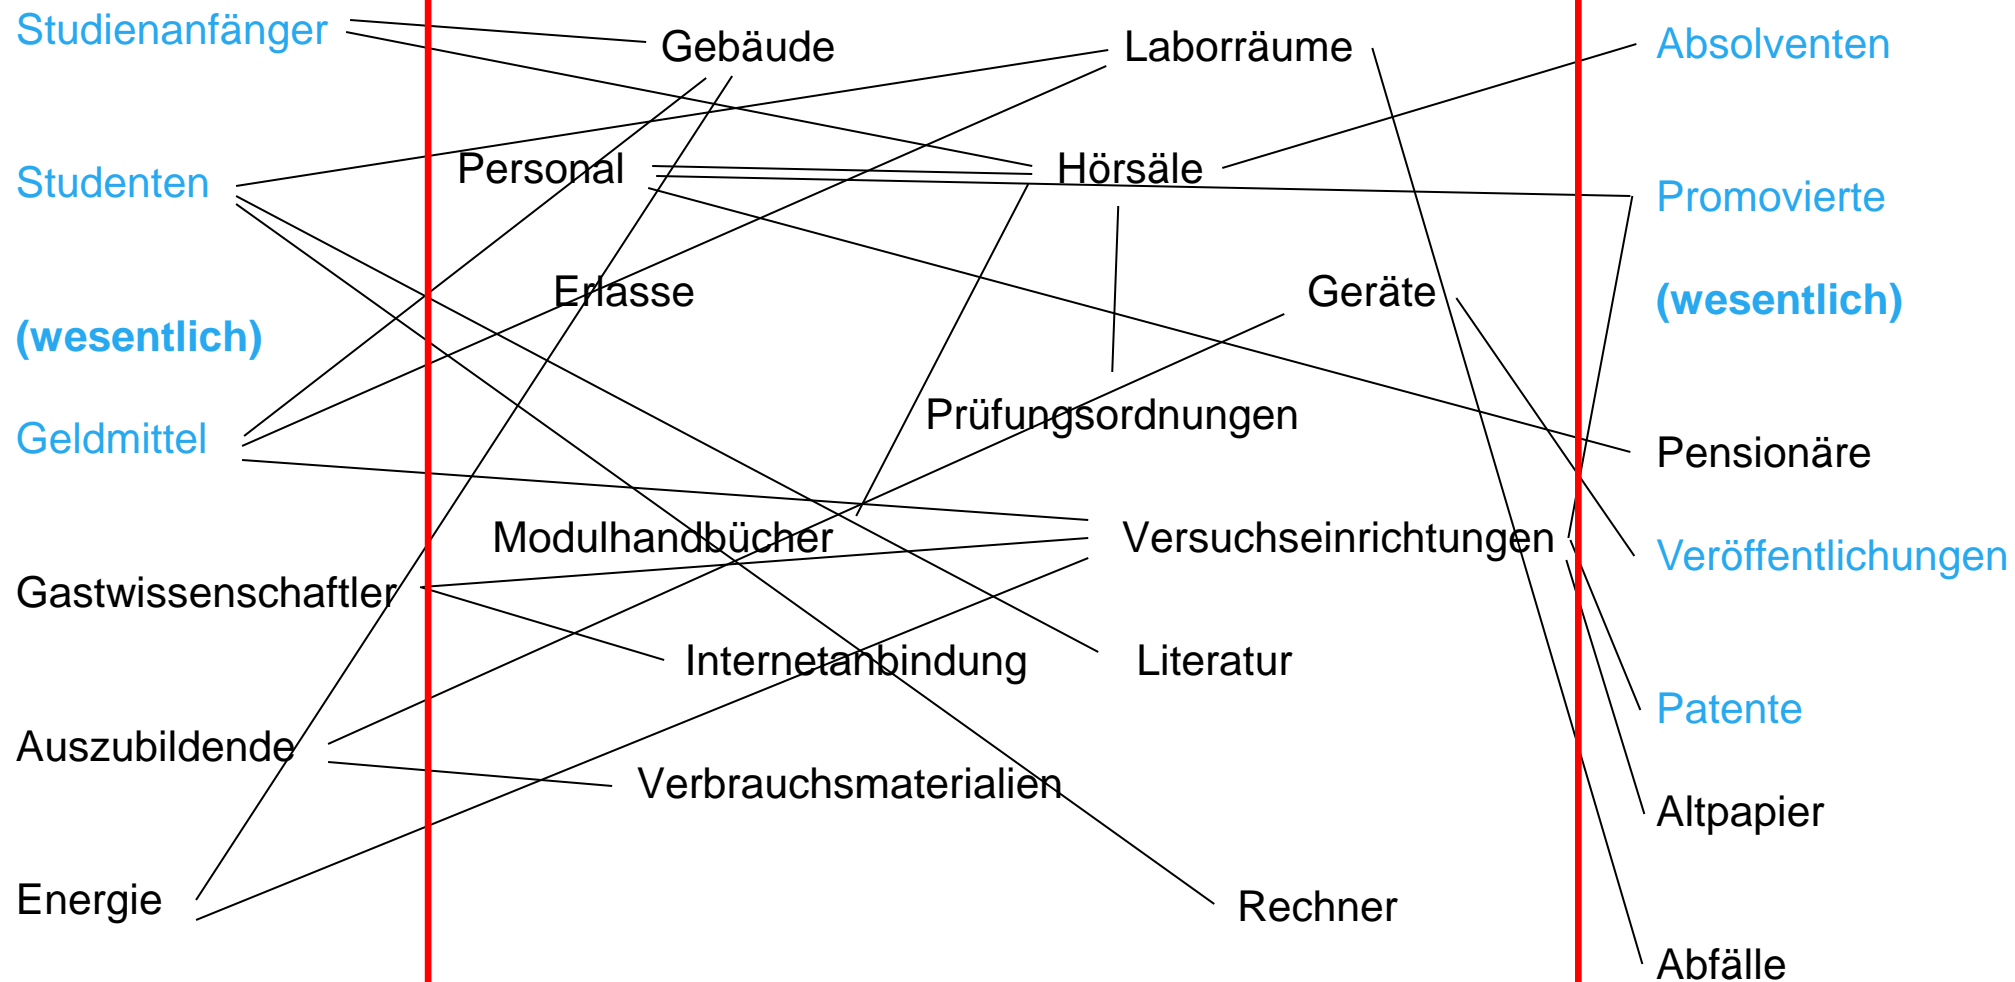 Studienanfänger
Gebäude
Laborräume
Absolventen
Personal
Hörsäle
Studenten
Promovierte
Erlasse
Geräte
(wesentlich)
(wesentlich)
Geldmittel
Prüfungsordnungen
Pensionäre
Modulhandbücher
Versuchseinrichtungen
Veröffentlichungen
Gastwissenschaftler
Internetanbindung
Literatur
Patente
Auszubildende
Verbrauchsmaterialien
Altpapier
Energie
Rechner
Abfälle